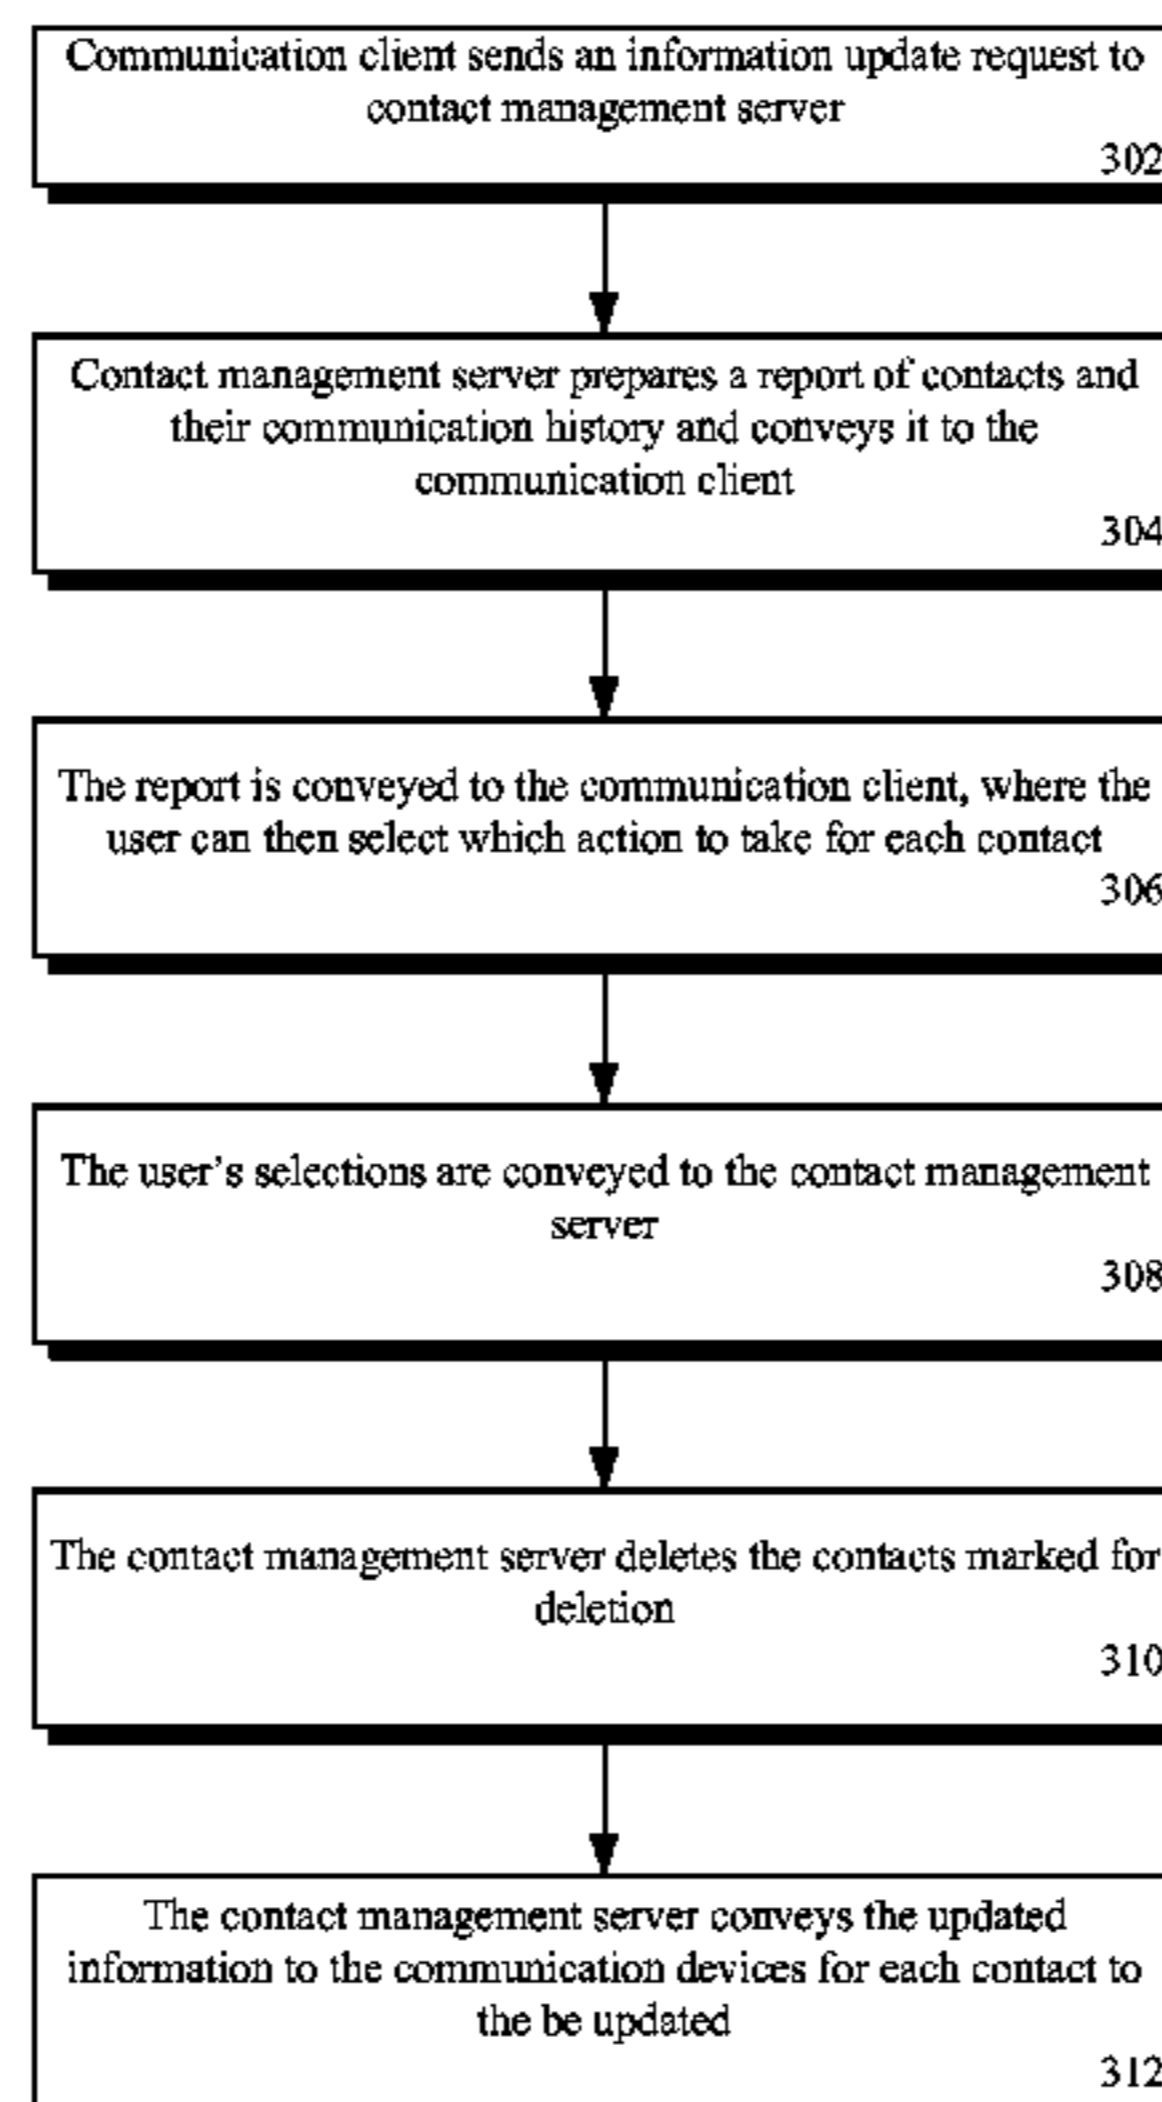 Communication client sends an information update request to
contact management server
302
Contact management server prepares a report of contacts and
their communication history and conveys it to the
communication client
304
The report is conveyed to the communication client, where the
user can then select which action to take for each contact
306
The user's selections are conveyed to the contact management
server
308
The contact management server deletes the contacts marked for
deletion
310
The contact management server conveys the updated
information to the communication devices for each contact to
the be updated
312